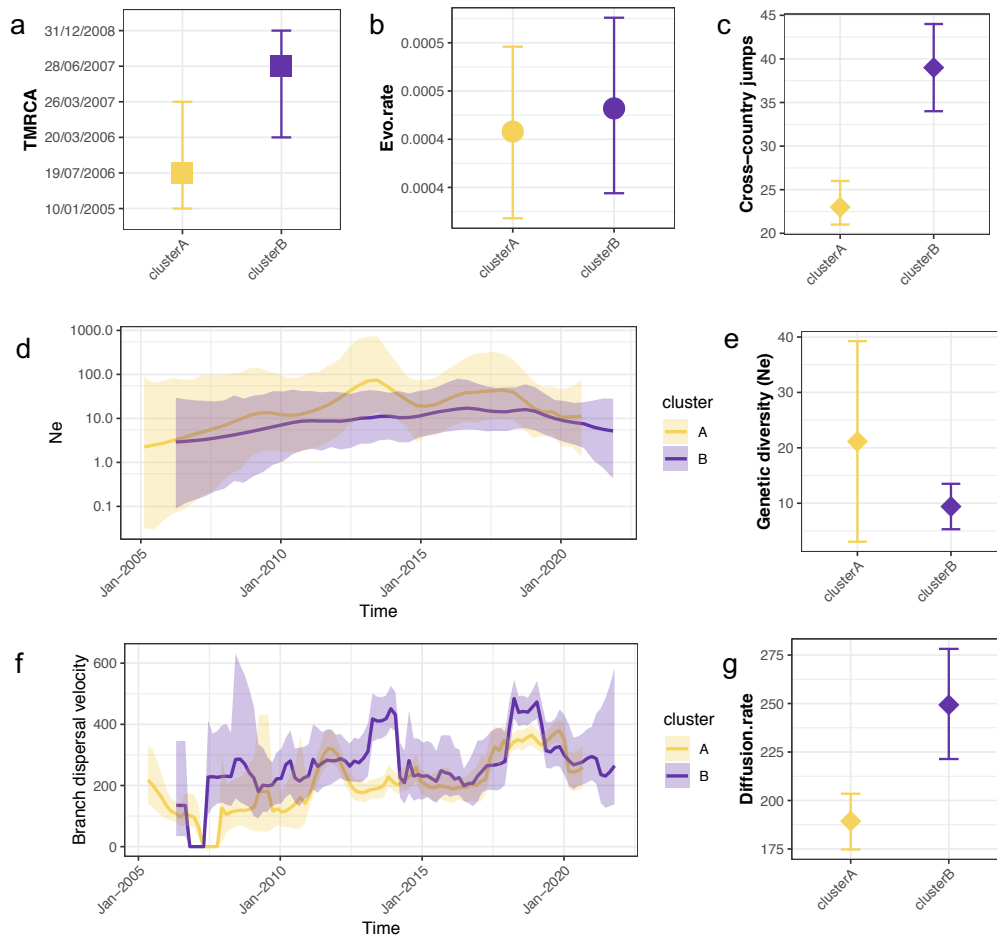 a
TMRCA
31/12/2008
28/06/2007
26/03/2007
20/03/2006
19/07/2006
10/01/2005
clusterA
clusterB
b
Evo.rate
0.0005
0.0005
0.0004
0.0004
clusterA
clusterB
c
Cross−country jumps
45
40
35
30
25
20
clusterA
clusterB
d
Ne
1000.0
100.0
10.0
1.0
0.1
Jan−2005
Jan−2010
Jan−2015
Jan−2020
Time
cluster
A
B
e
Genetic diversity (Ne)
40
30
20
10
clusterA
clusterB
f
Branch dispersal velocity
600
400
200
0
Jan−2005
Jan−2010
Jan−2015
Jan−2020
Time
cluster
A
B
g
Diffusion.rate
275
250
225
200
175
clusterA
clusterB